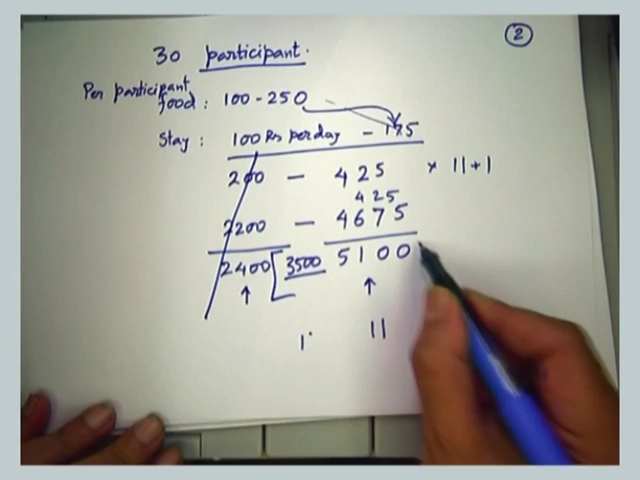 2
30 participant.
Per participant
food : 100 - 250
Stay : 100 Rs per day - 175
200 - 425 × 11+1
425
2200 - 4675
2400 [ 3500 5100
↑ ↑
1. 11